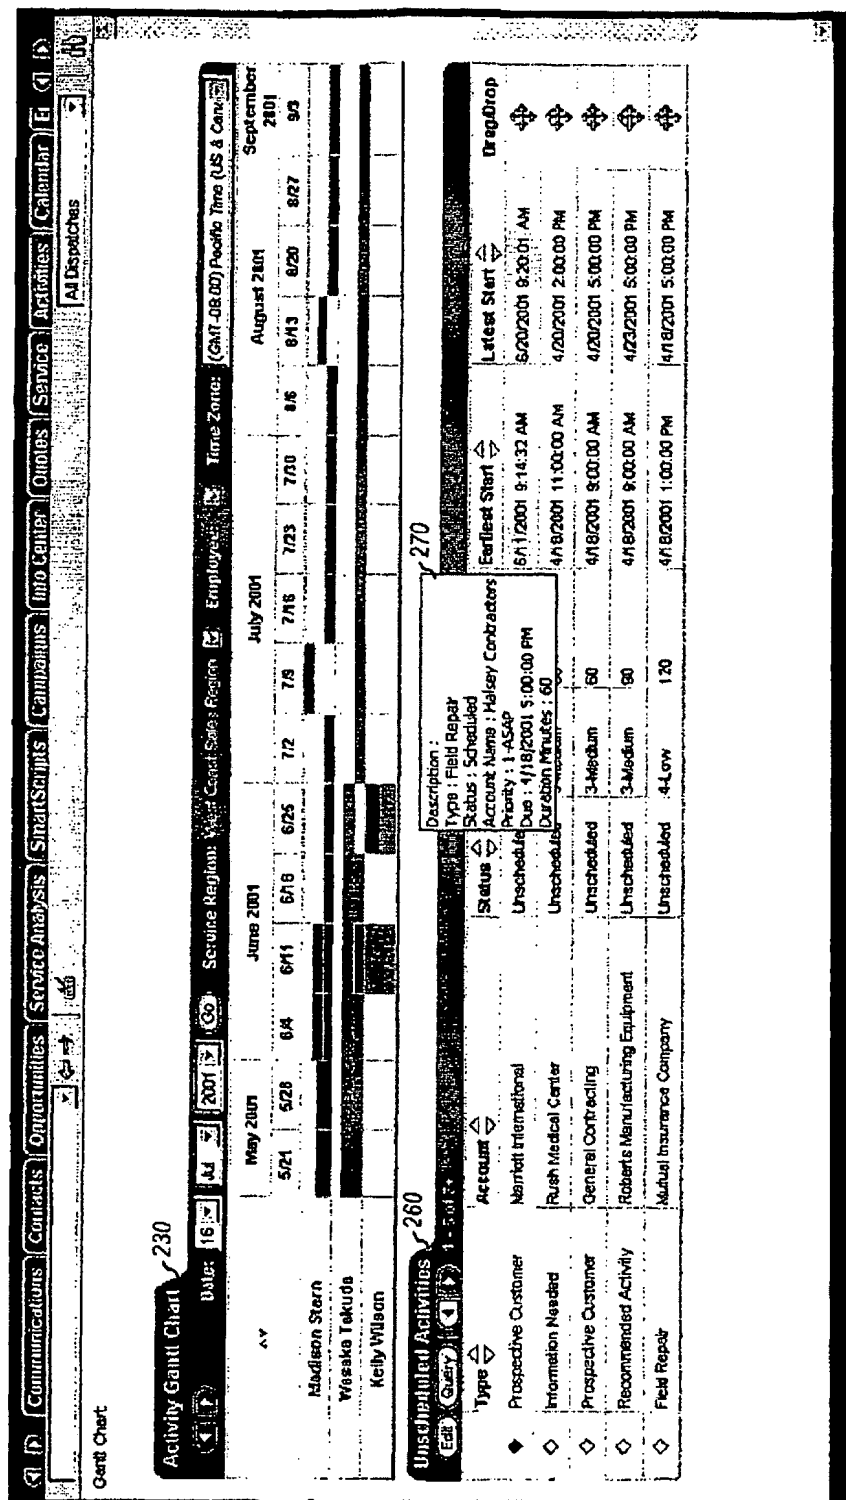 Communications Contacts Opportunities Service Analysis SmartScripts Campaigns Info Center Quotes Service Activities Calendar E
All Dispatches
Gantt Chart
Activity Gantt Chart 230
Date: 16 Jul 2001 Go Service Region: West Coast Sales Region Employee: Time Zone: (GMT-08:00) Pacific Time (US & Cana
May 2001 June 2001 July 2001 August 2001 September 2001
5/21 5/28 6/4 6/11 6/18 6/25 7/2 7/9 7/16 7/23 7/30 8/6 8/13 8/20 8/27 9/3
Madison Stern
Wasaka Takuda
Kelly Wilson
Unscheduled Activities 260
Edit Query 1 - 5 of 5+
270
Description :
Type : Field Repair
Status : Scheduled
Account Name : Halsey Contractors
Priority : 1-ASAP
Due : 4/18/2001 5:00:00 PM
Duration Minutes : 60
Type Account Status Earliest Start Latest Start Drag/Drop
Prospective Customer Marriott International Unschedule 6/11/2001 9:14:32 AM 6/20/2001 9:20:01 AM
Information Needed Rush Medical Center Unscheduled 4/18/2001 11:00:00 AM 4/20/2001 2:00:00 PM
Prospective Customer General Contracting Unscheduled 3-Medium 60 4/18/2001 9:00:00 AM 4/20/2001 5:00:00 PM
Recommended Activity Roberts Manufacturing Equipment Unscheduled 3-Medium 90 4/18/2001 9:00:00 AM 4/23/2001 5:00:00 PM
Field Repair Mutual Insurance Company Unscheduled 4-Low 120 4/18/2001 1:00:00 PM 4/18/2001 5:00:00 PM